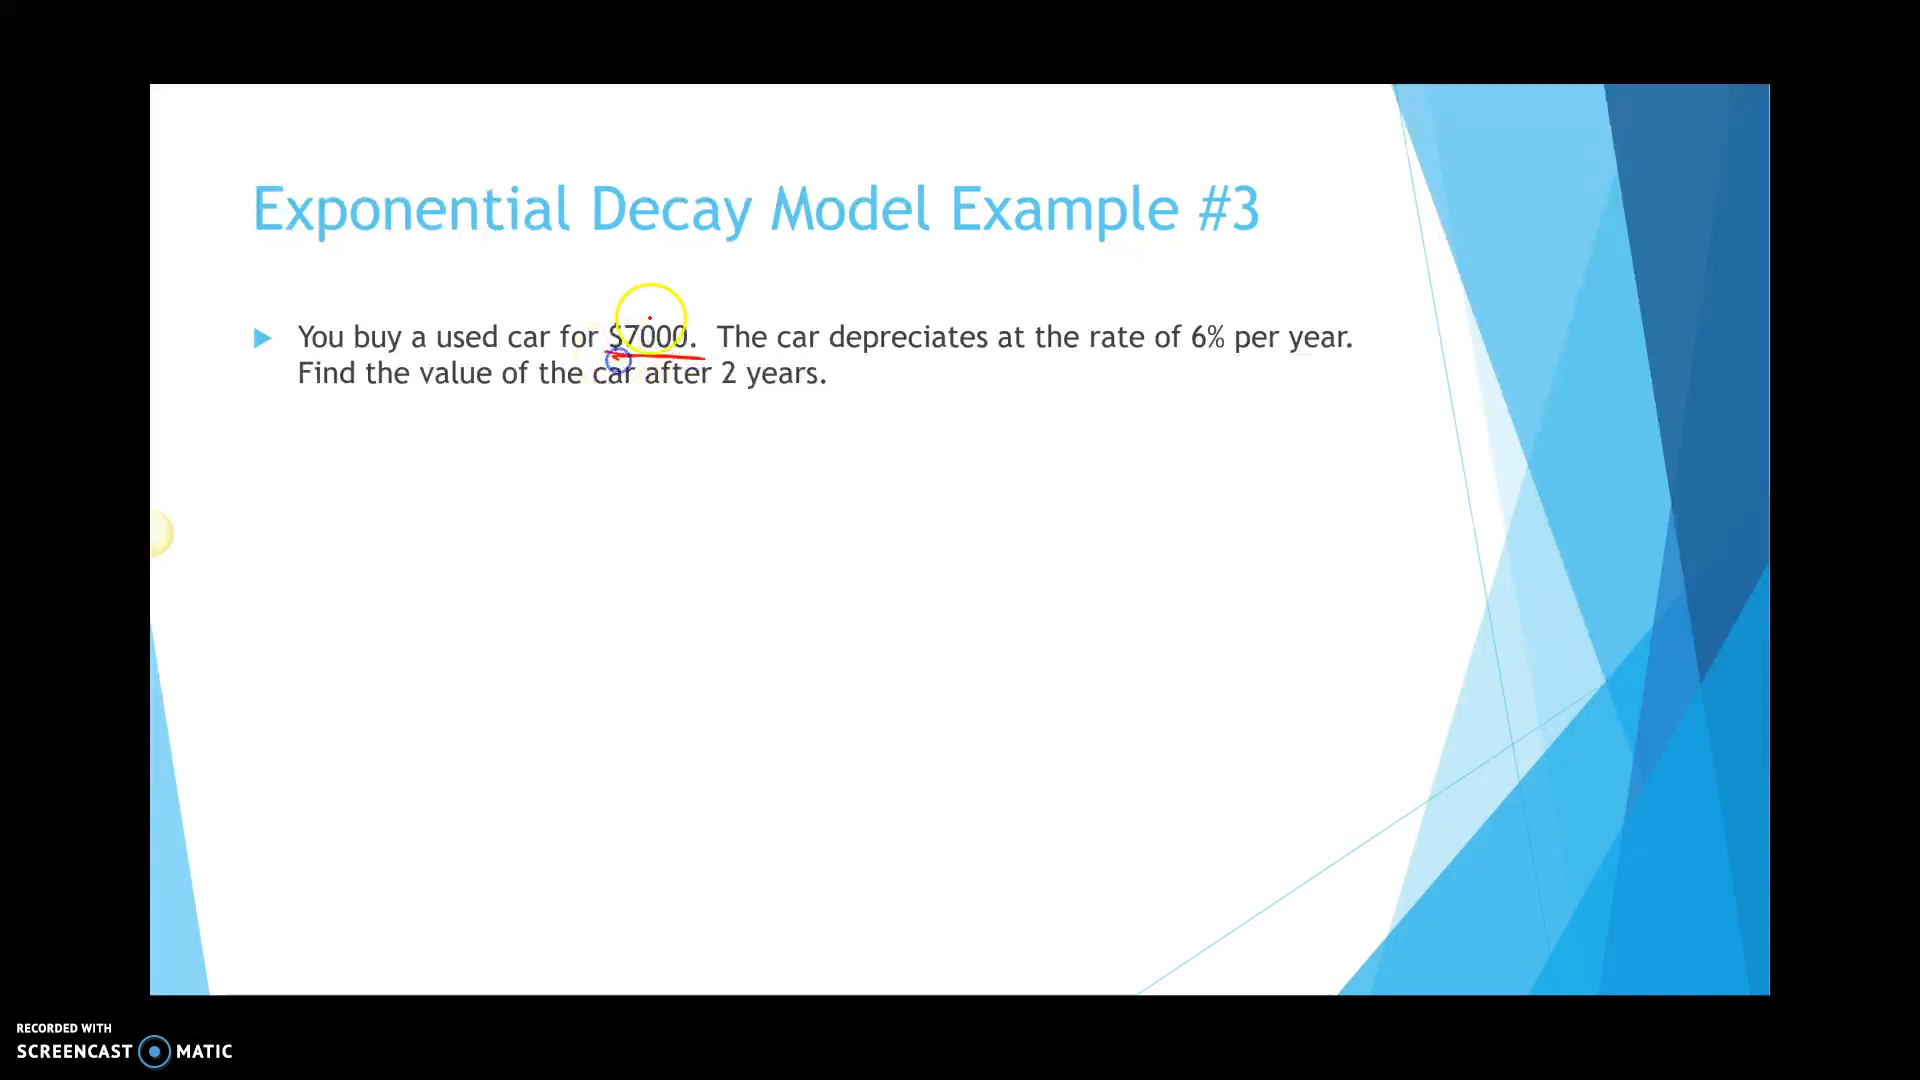 Exponential Decay Model Example #3
You buy a used car for $7000. The car depreciates at the rate of 6% per year.
Find the value of the car after 2 years.
RECORDED WITH
SCREENCAST MATIC